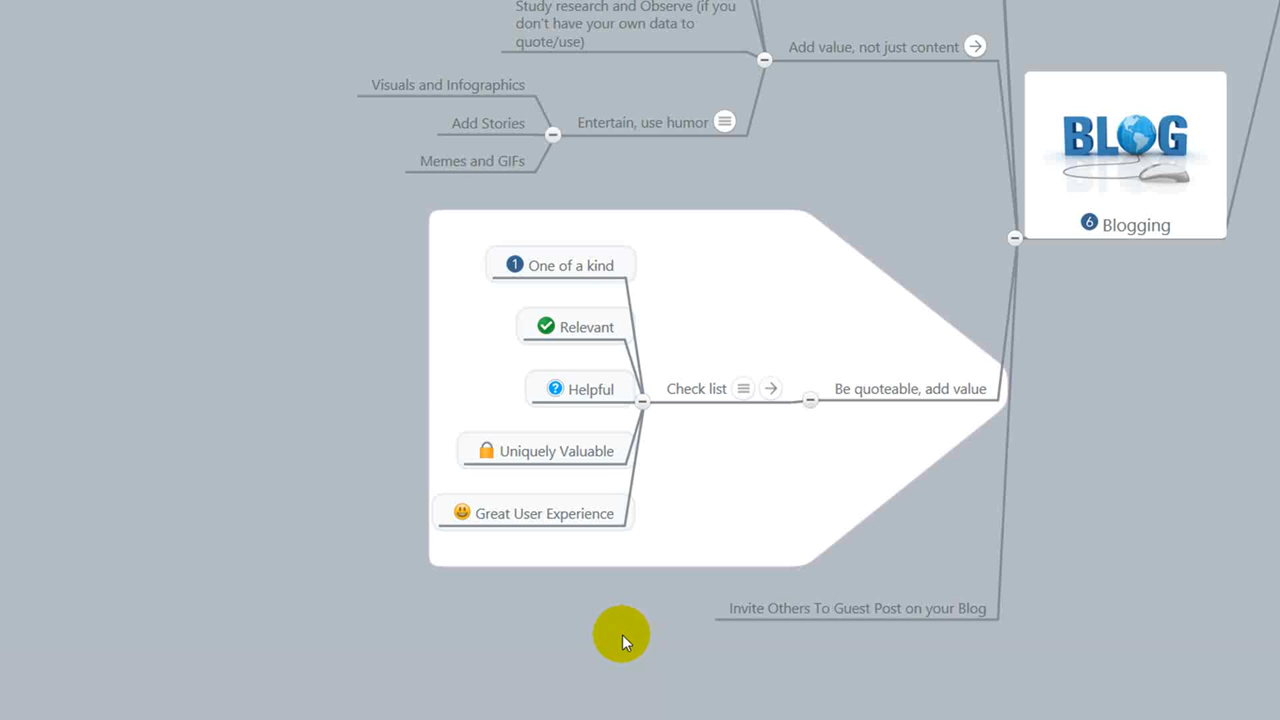 Study research and Observe (if you
don't have your own data to
quote/use)
Add value, not just content
Visuals and Infographics
Add Stories
Entertain, use humor
Memes and GIFs
BLOG
6 Blogging
1 One of a kind
Relevant
? Helpful
Check list
Be quoteable, add value
Uniquely Valuable
Great User Experience
Invite Others To Guest Post on your Blog